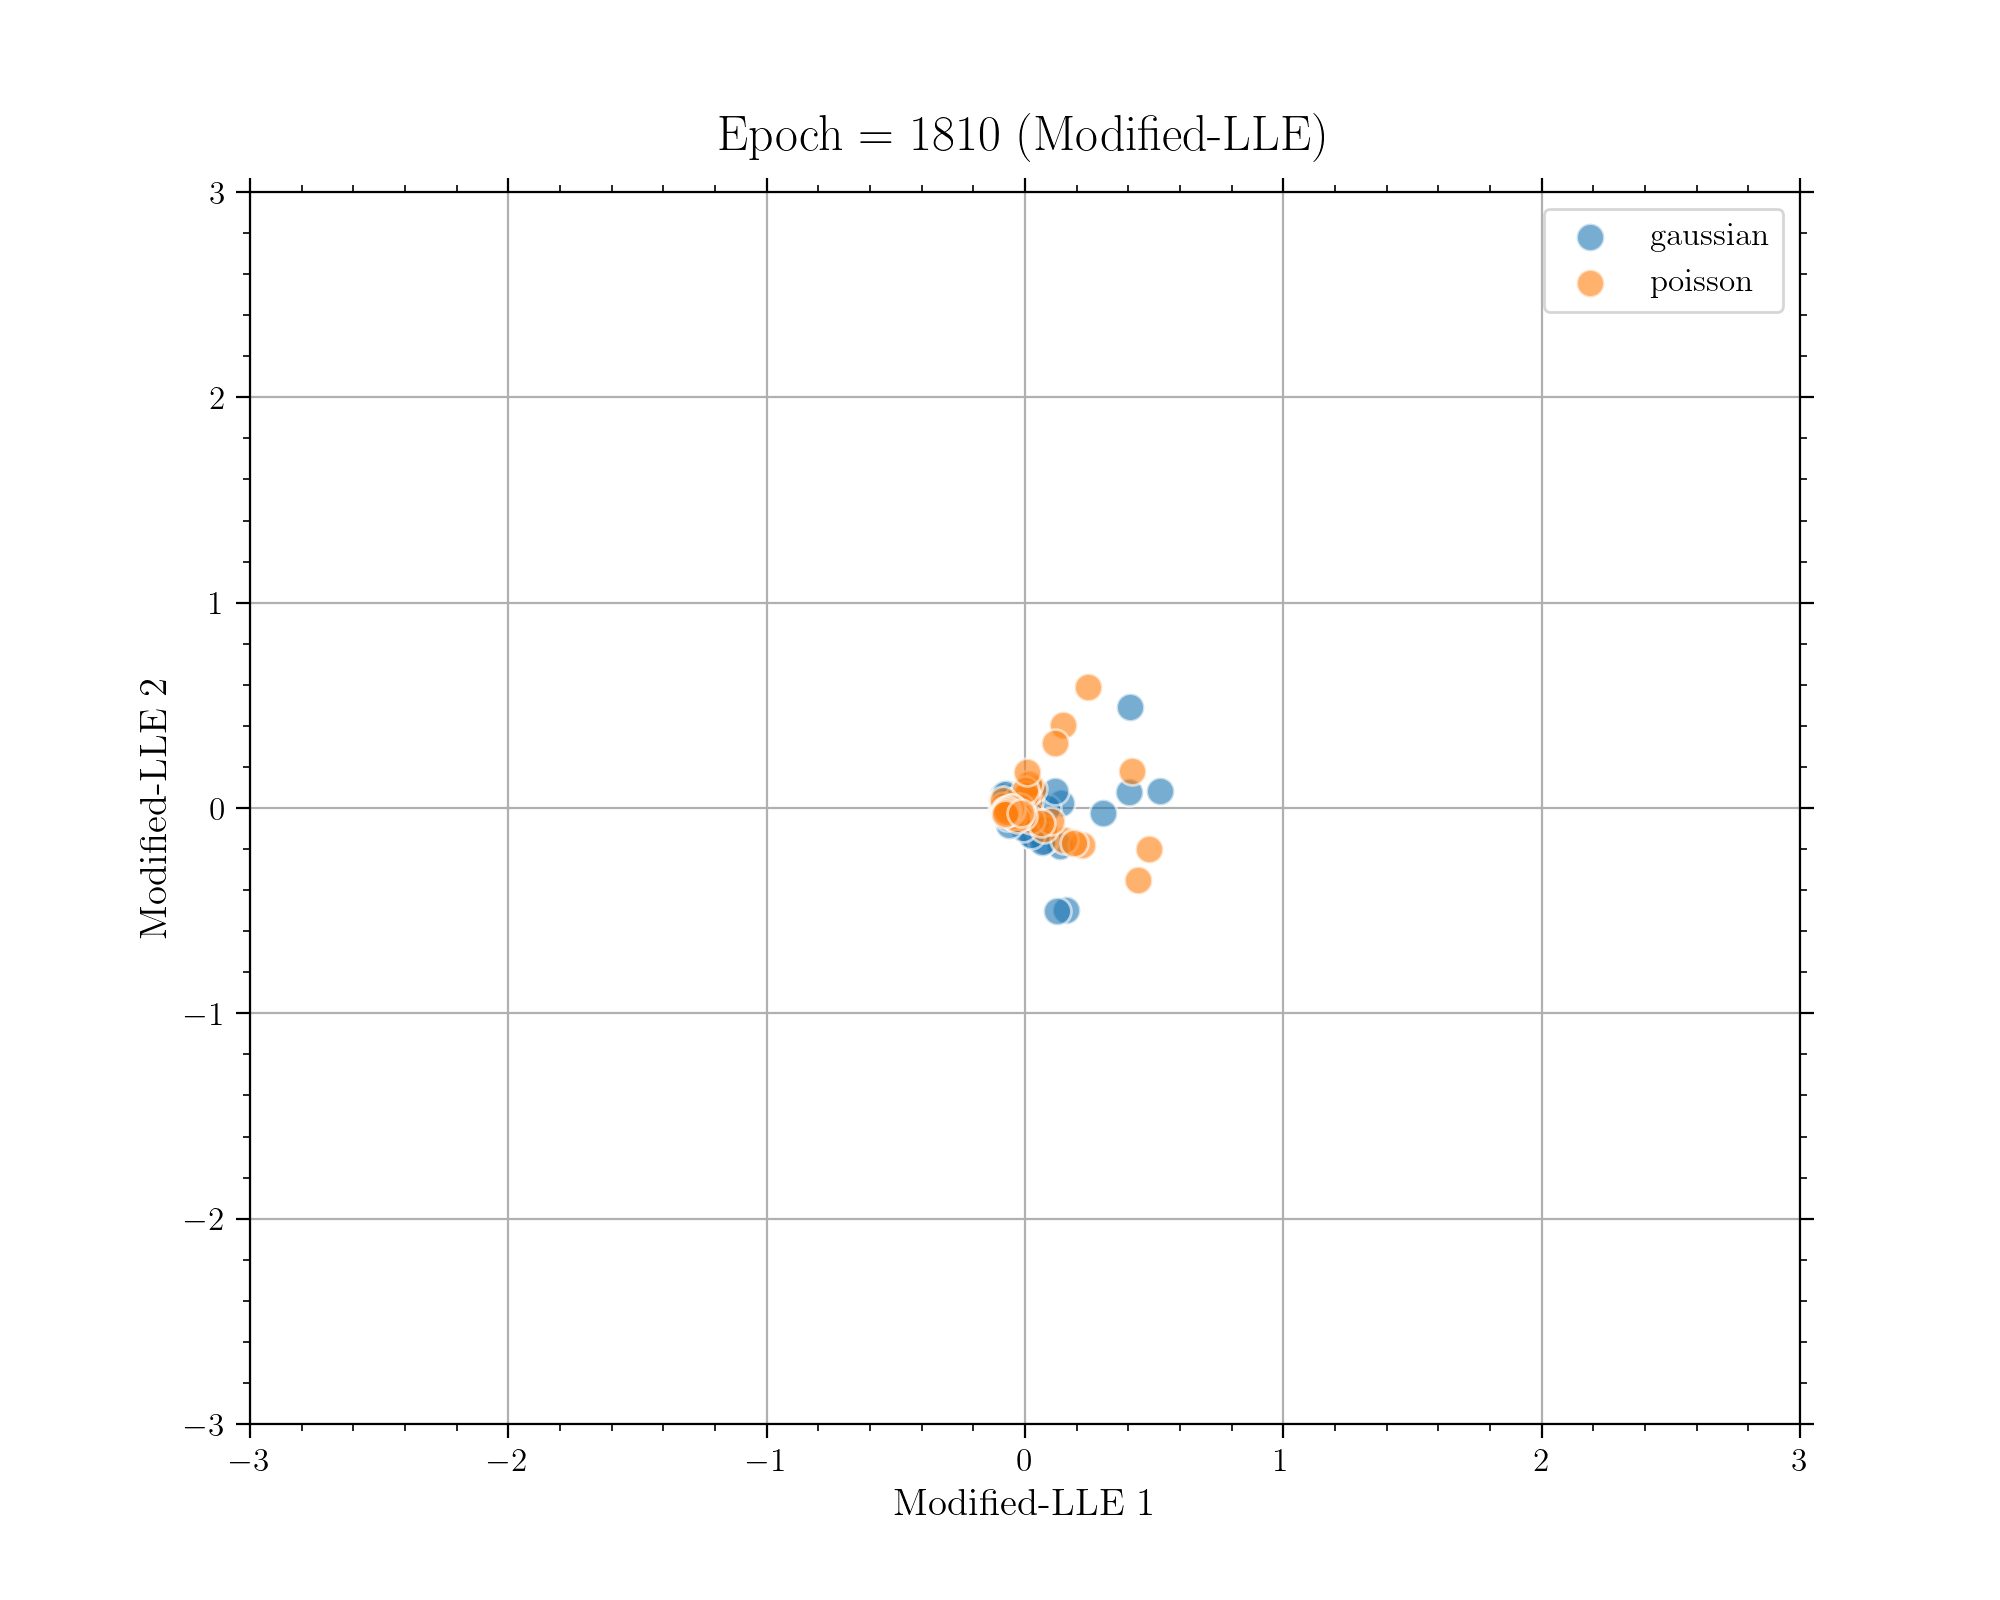 Epoch = 1810 (Modified-LLE)
gaussian
poisson
3
2
1
0
−1
−2
−3
Modified-LLE 2
−3
−2
−1
0
1
2
3
Modified-LLE 1